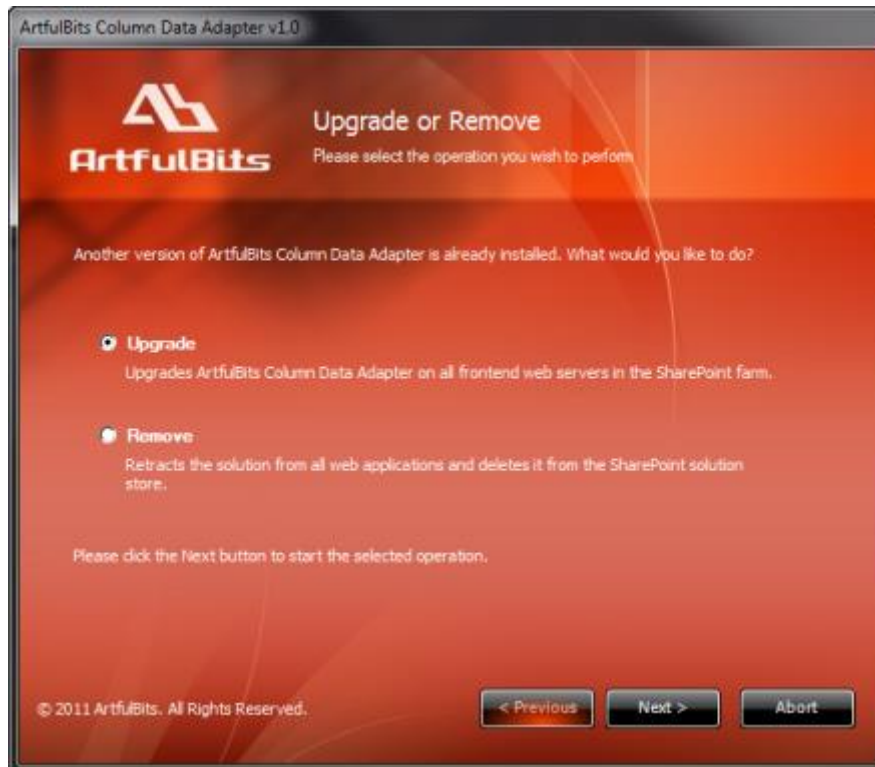 ArtfulBits Column Data Adapter v1.0
ArtfulBits
Upgrade or Remove
Please select the operation you wish to perform
Another version of ArtfulBits Column Data Adapter is already installed. What would you like to do?
Upgrade
Upgrades ArtfulBits Column Data Adapter on all frontend web servers in the SharePoint farm.
Remove
Retracts the solution from all web applications and deletes it from the SharePoint solution
store.
Please click the Next button to start the selected operation.
© 2011 ArtfulBits. All Rights Reserved.
< Previous
Next >
Abort